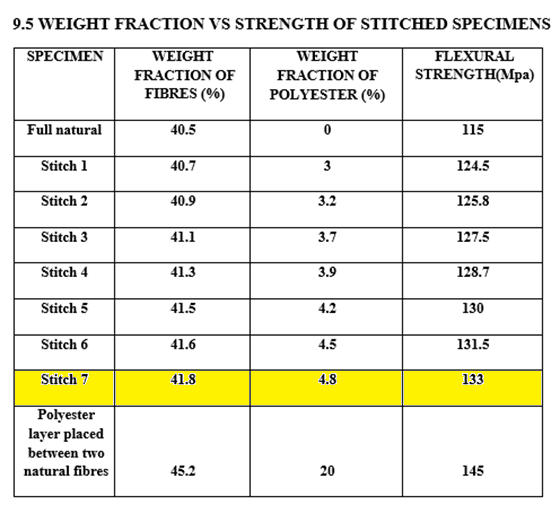 9.5 WEIGHT FRACTION VS STRENGTH OF STITCHED SPECIMENS
SPECIMEN WEIGHT FRACTION OF FIBRES (%) WEIGHT FRACTION OF POLYESTER (%) FLEXURAL STRENGTH(Mpa)
Full natural 40.5 0 115
Stitch 1 40.7 3 124.5
Stitch 2 40.9 3.2 125.8
Stitch 3 41.1 3.7 127.5
Stitch 4 41.3 3.9 128.7
Stitch 5 41.5 4.2 130
Stitch 6 41.6 4.5 131.5
Stitch 7 41.8 4.8 133
Polyester
layer placed
between two
natural fibres 45.2 20 145